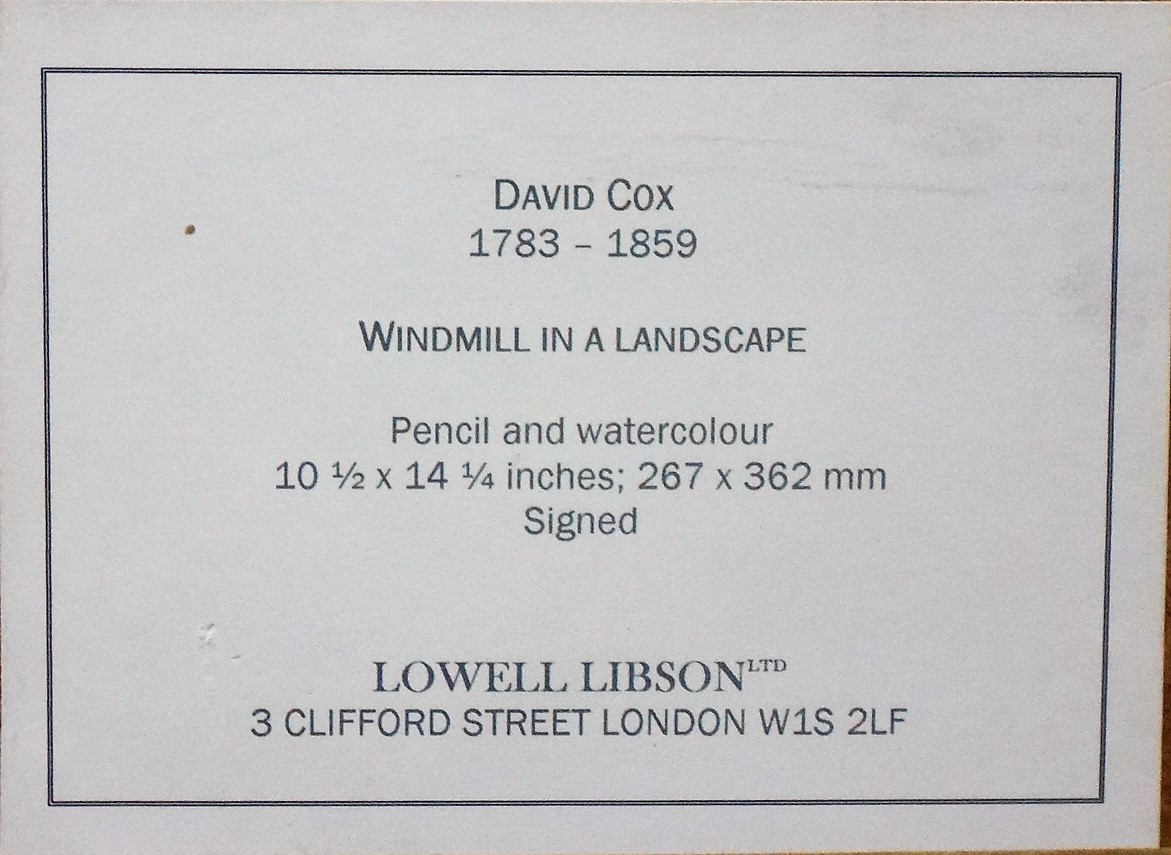 DAVID COX
1783 – 1859
WINDMILL IN A LANDSCAPE
Pencil and watercolour
10 ½ x 14 ¼ inches; 267 x 362 mm
Signed
LOWELL LIBSON LTD
3 CLIFFORD STREET LONDON W1S 2LF